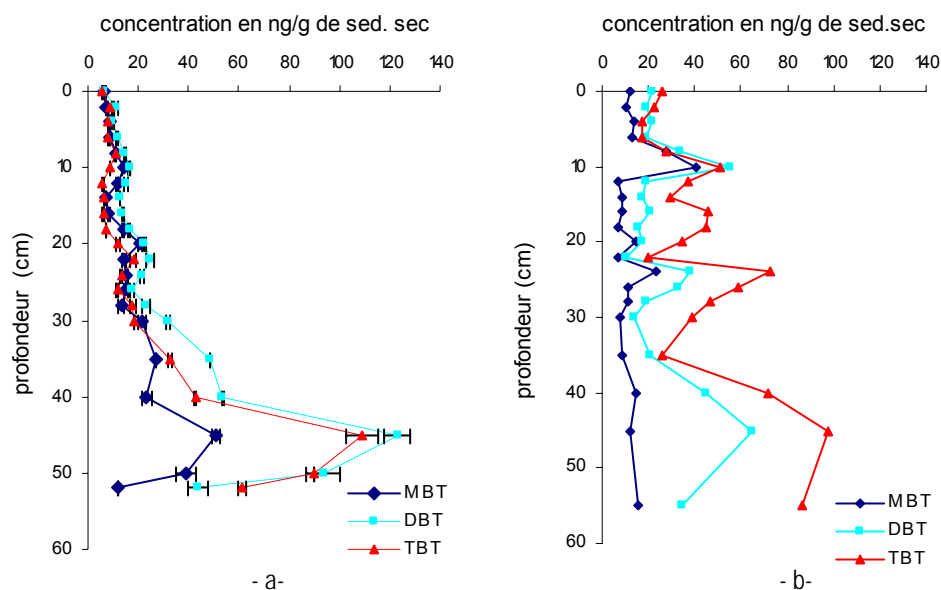 concentration en ng/g de sed. sec
0 20 40 60 80 100 120 140
0
10
20
30
40
50
60
profondeur (cm)
MBT
DBT
TBT
- a-
concentration en ng/g de sed.sec
0 20 40 60 80 100 120 140
0
10
20
30
40
50
60
profondeur (cm)
MBT
DBT
TBT
- b-